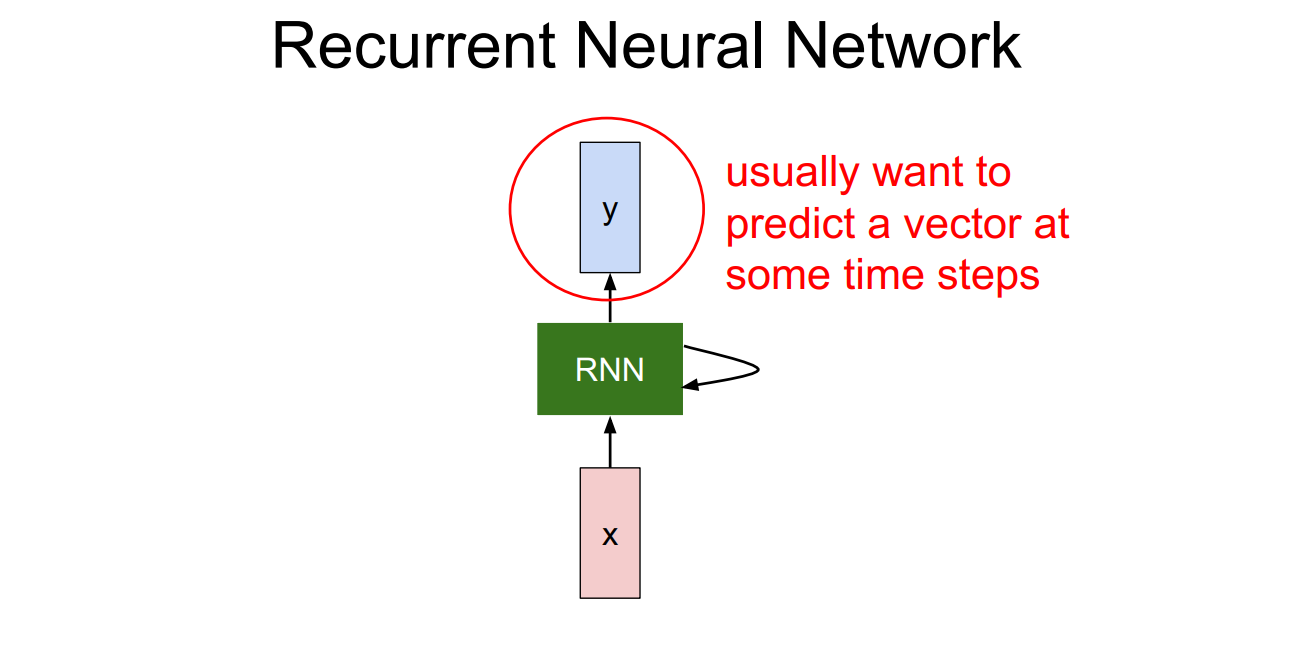 Recurrent Neural Network
y
usually want to
predict a vector at
some time steps
RNN
x